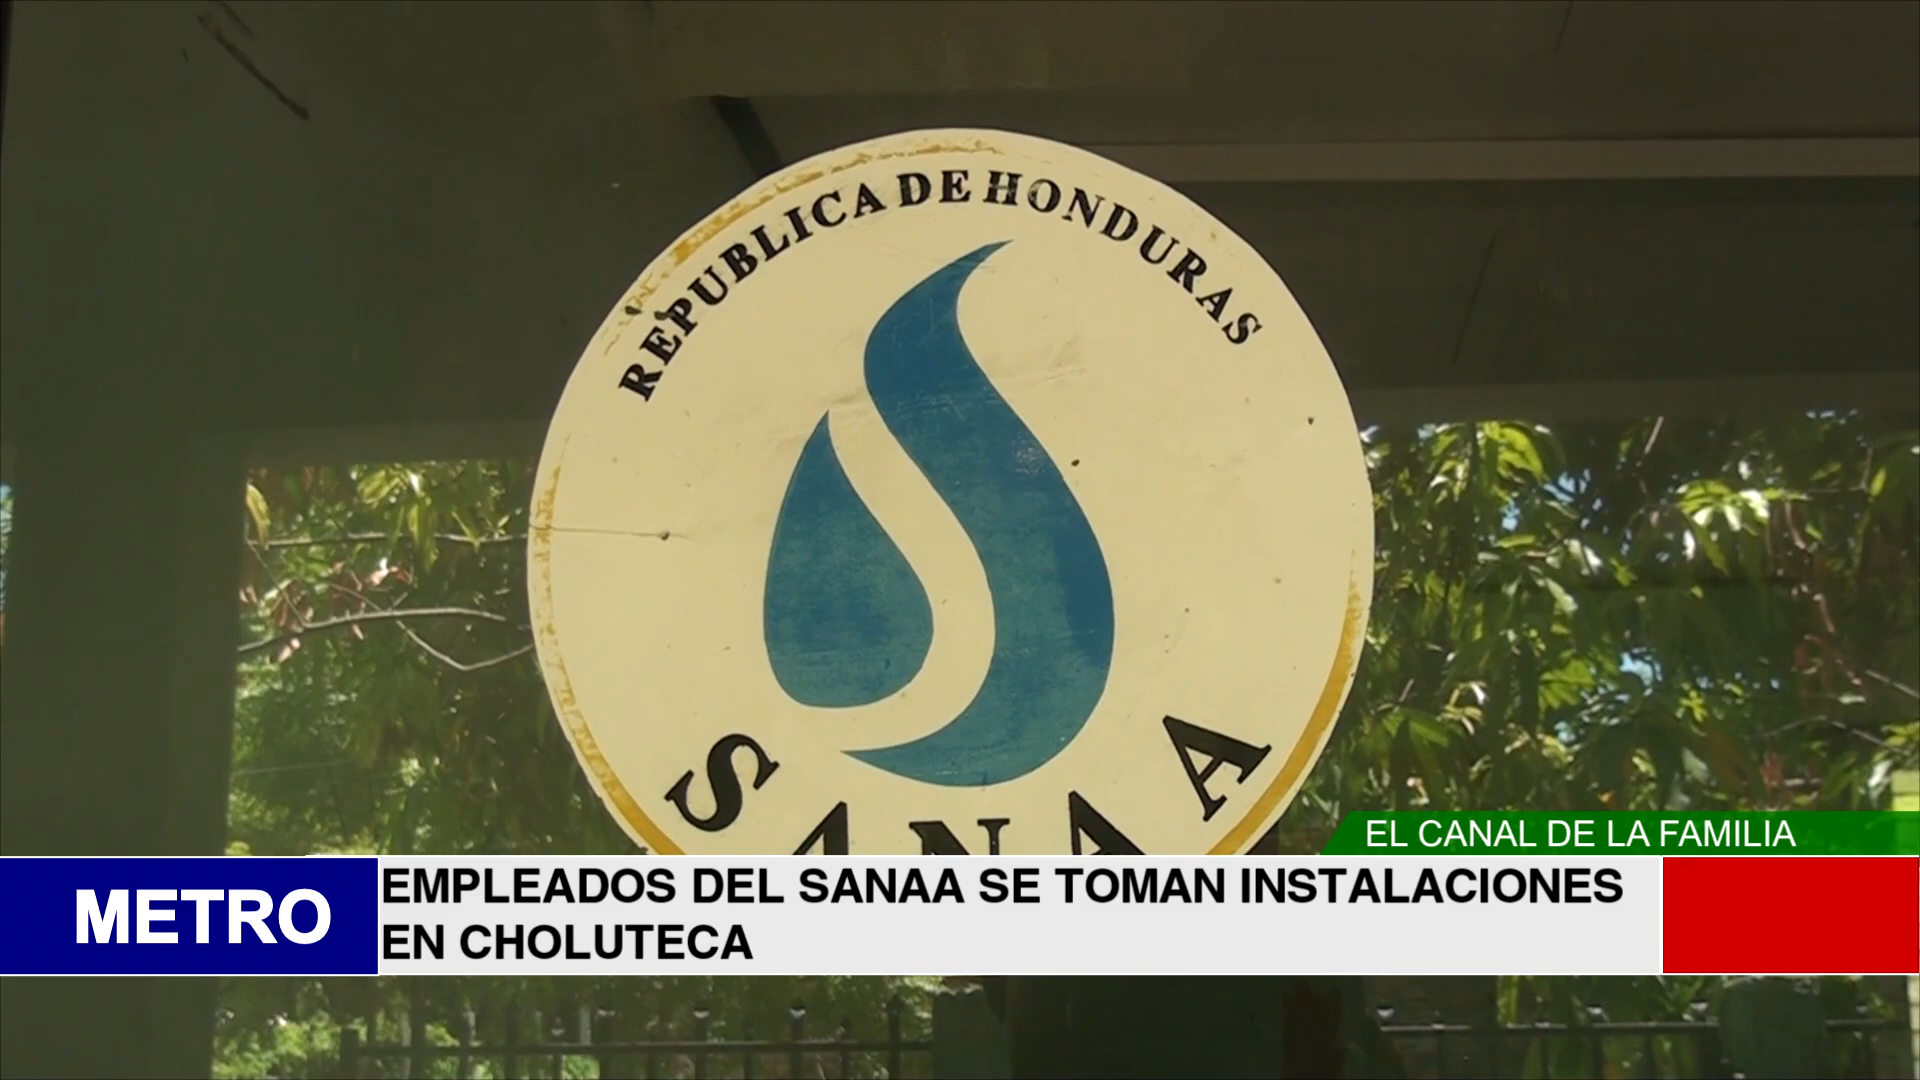 REPUBLICA DE HONDURAS
SANAA
EL CANAL DE LA FAMILIA
METRO
EMPLEADOS DEL SANAA SE TOMAN INSTALACIONES
EN CHOLUTECA